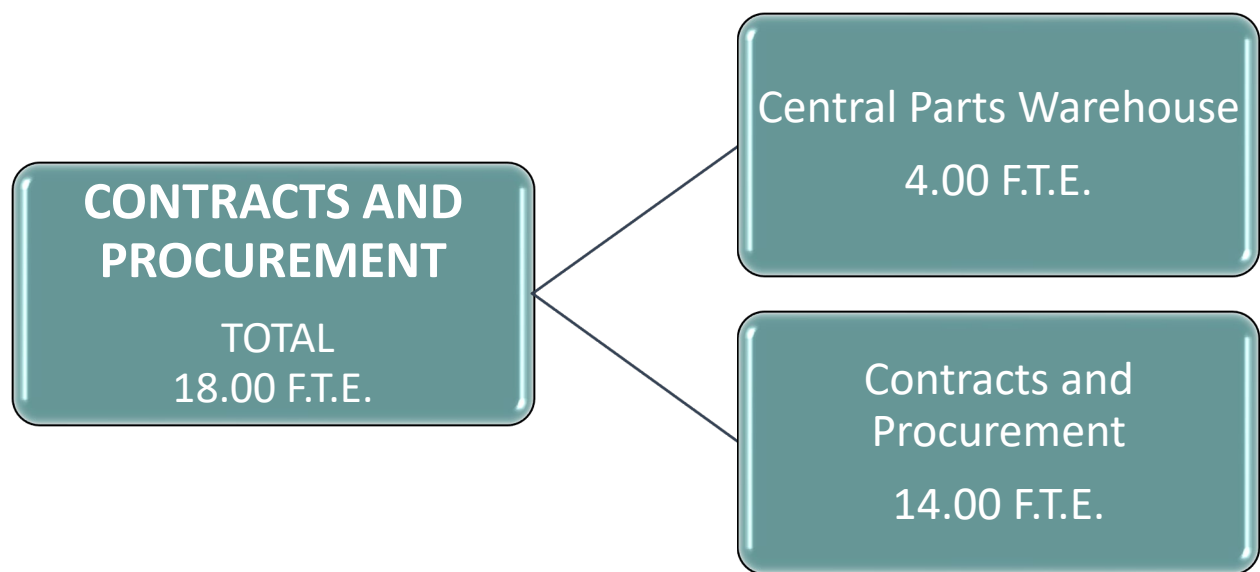 CONTRACTS AND
PROCUREMENT
TOTAL
18.00 F.T.E.
Central Parts Warehouse
4.00 F.T.E.
Contracts and
Procurement
14.00 F.T.E.